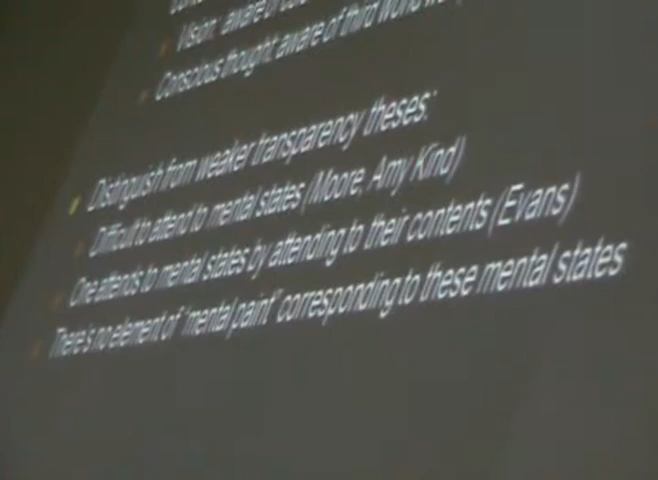 Vision: aware of
Conscious thought: aware of third
Distinguish from weaker transparency theses:
Difficult to attend to mental states (Moore, Amy Kind)
One attends to mental states by attending to their contents (Evans)
There's no element of "mental paint" corresponding to these mental states